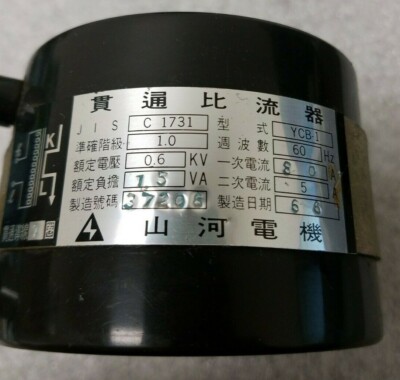 貫通比流器
JIS C 1731 型式 YCB-1
準確階級 1.0 週波數 60 Hz
額定電壓 0.6 KV 一次電流 80 A
額定負擔 15 VA 二次電流 5 A
製造號碼 37206 製造日期 6 8
山河電機
K
L